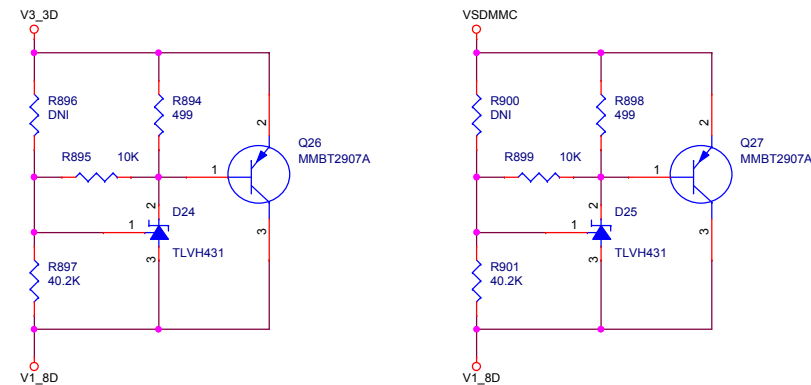 V3_3D
R896
DNI
R894
499
2
Q26
MMBT2907A
R895 10K
1
2
D24
1
3
TLVH431
3
R897
40.2K
V1_8D
VSDMMC
R900
DNI
R898
499
2
Q27
MMBT2907A
R899 10K
1
2
D25
1
3
TLVH431
3
R901
40.2K
V1_8D